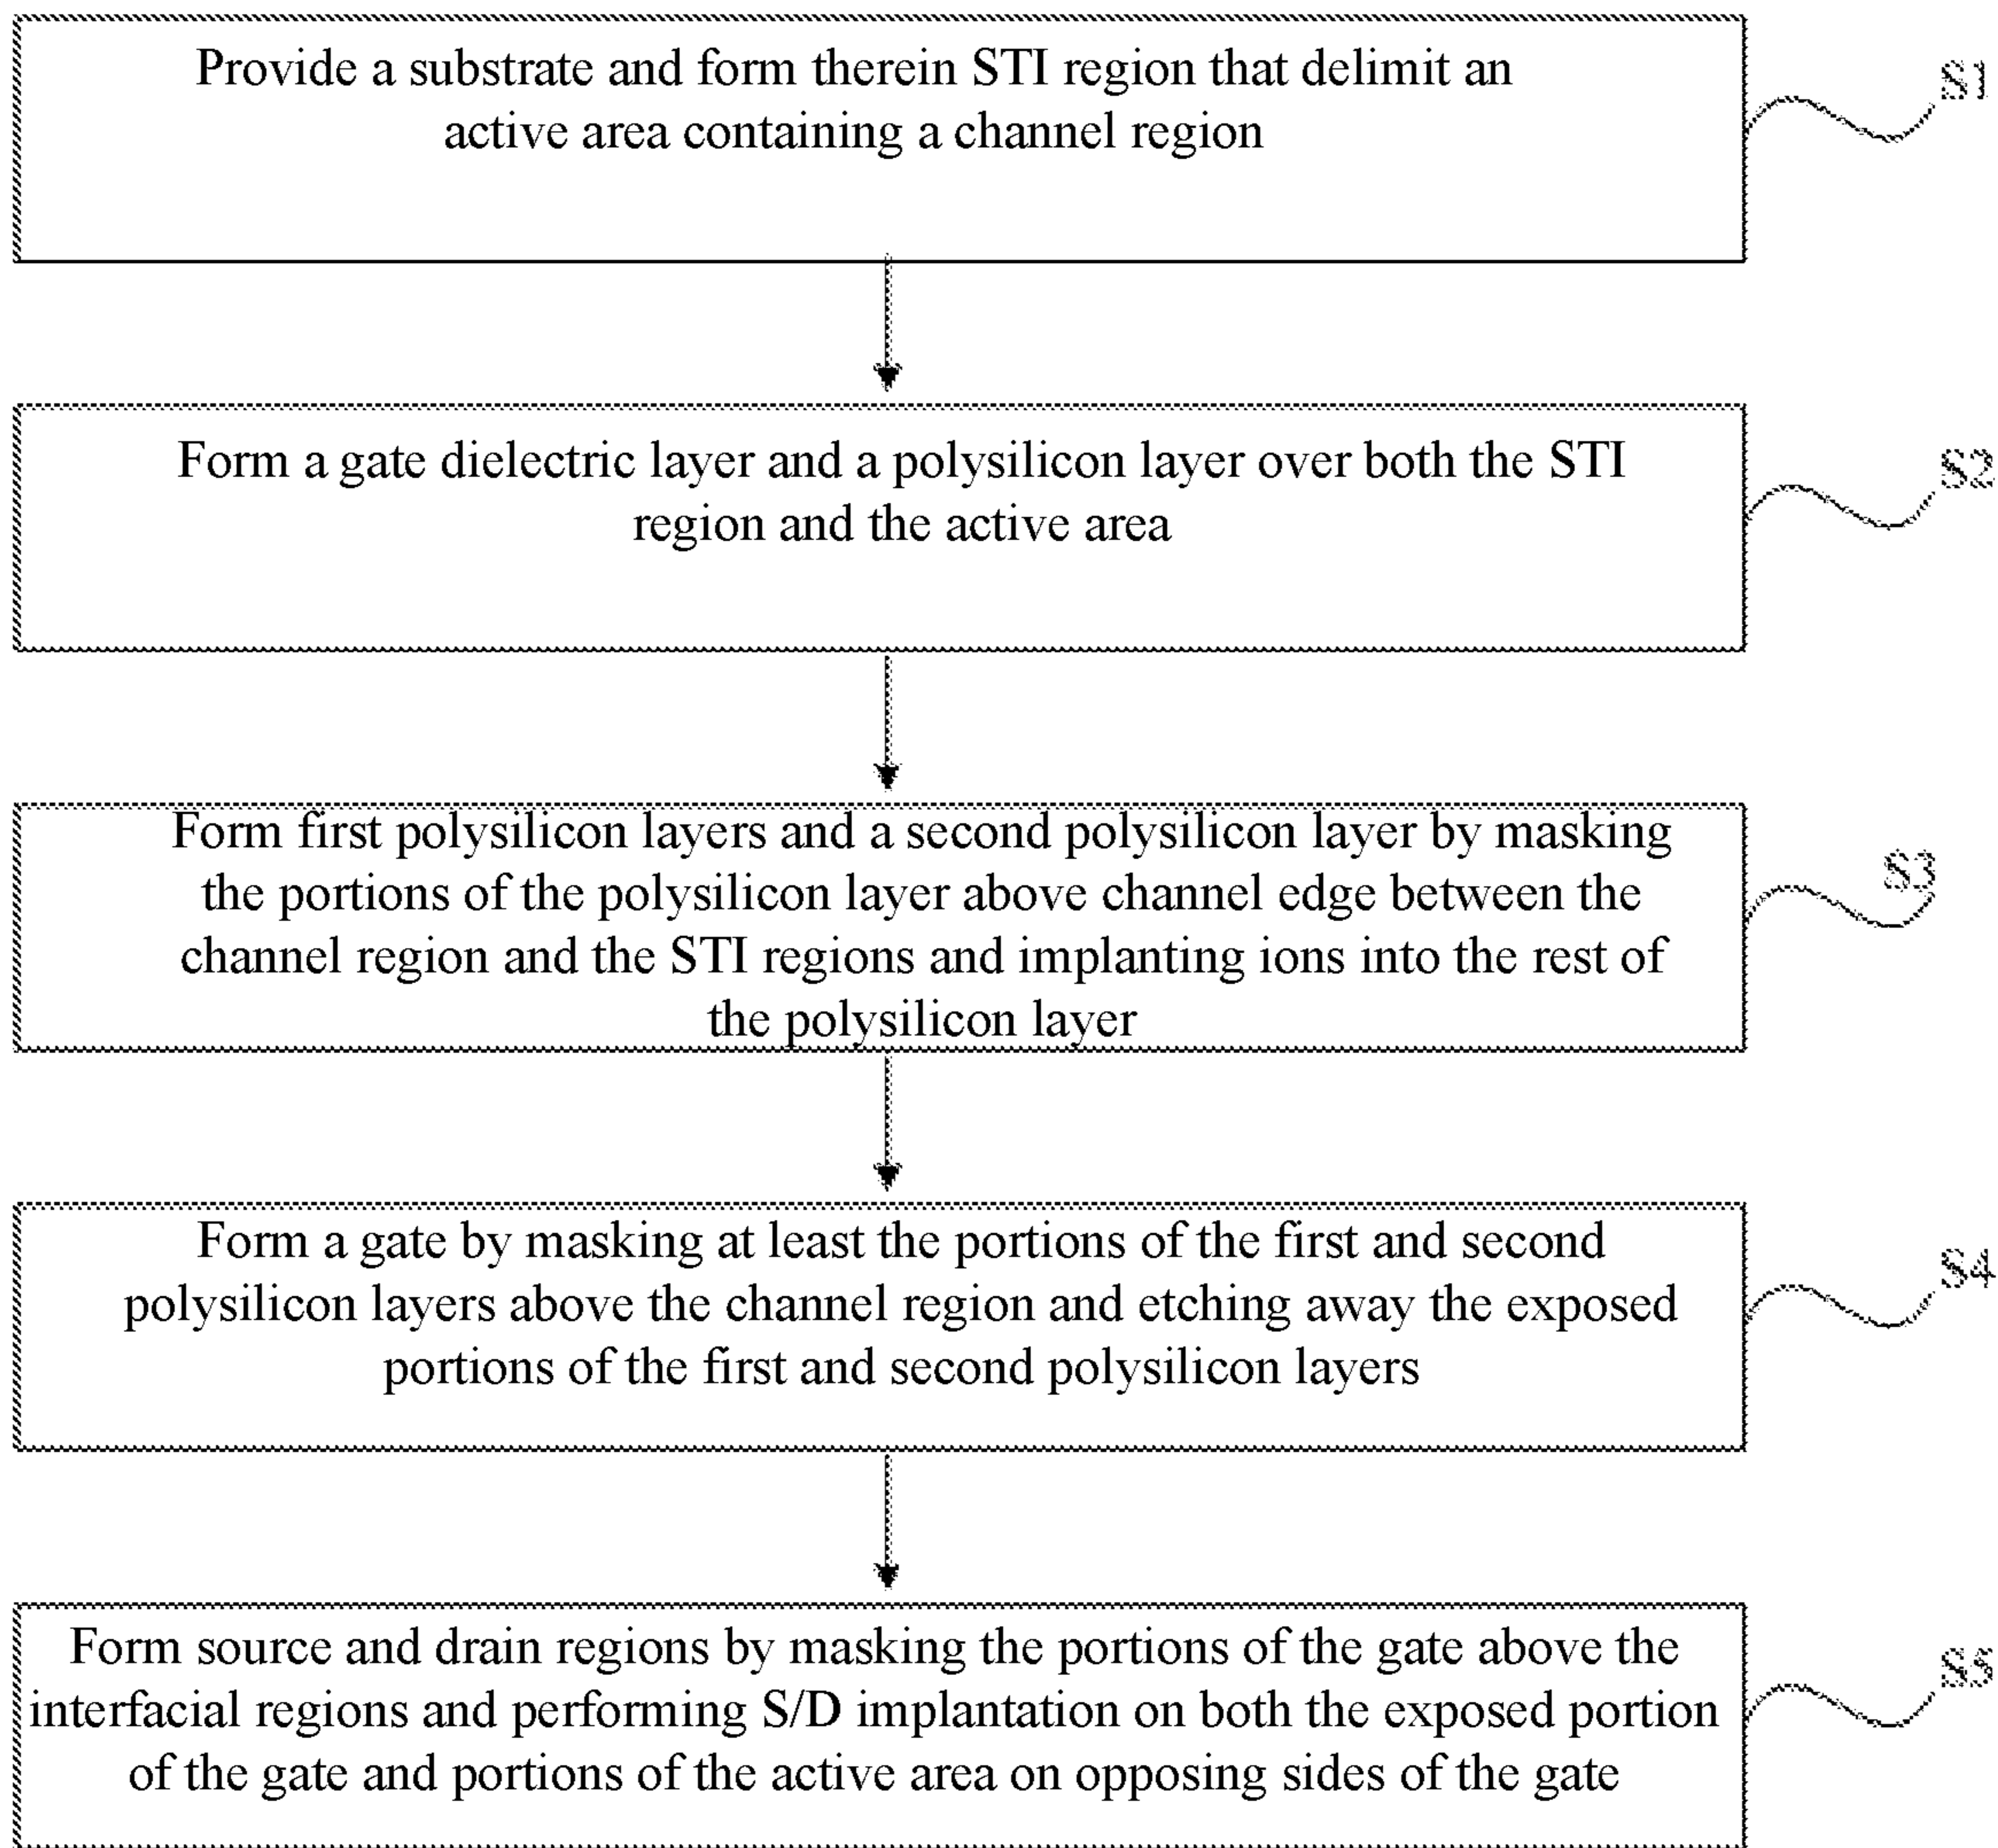 Provide a substrate and form therein STI region that delimit an
active area containing a channel region
S1
Form a gate dielectric layer and a polysilicon layer over both the STI
region and the active area
S2
Form first polysilicon layers and a second polysilicon layer by masking
the portions of the polysilicon layer above channel edge between the
channel region and the STI regions and implanting ions into the rest of
the polysilicon layer
S3
Form a gate by masking at least the portions of the first and second
polysilicon layers above the channel region and etching away the exposed
portions of the first and second polysilicon layers
S4
Form source and drain regions by masking the portions of the gate above the
interfacial regions and performing S/D implantation on both the exposed portion
of the gate and portions of the active area on opposing sides of the gate
S5